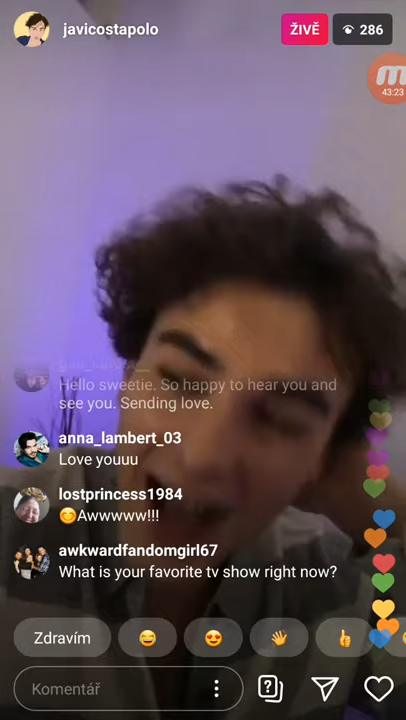 javicostapolo
ŽIVĚ
286
43:23
Hello sweetie. So happy to hear you and
see you. Sending love.
anna_lambert_03
Love youuu
lostprincess1984
😊Awwwww!!!
awkwardfandomgirl67
What is your favorite tv show right now?
Zdravím
Komentář